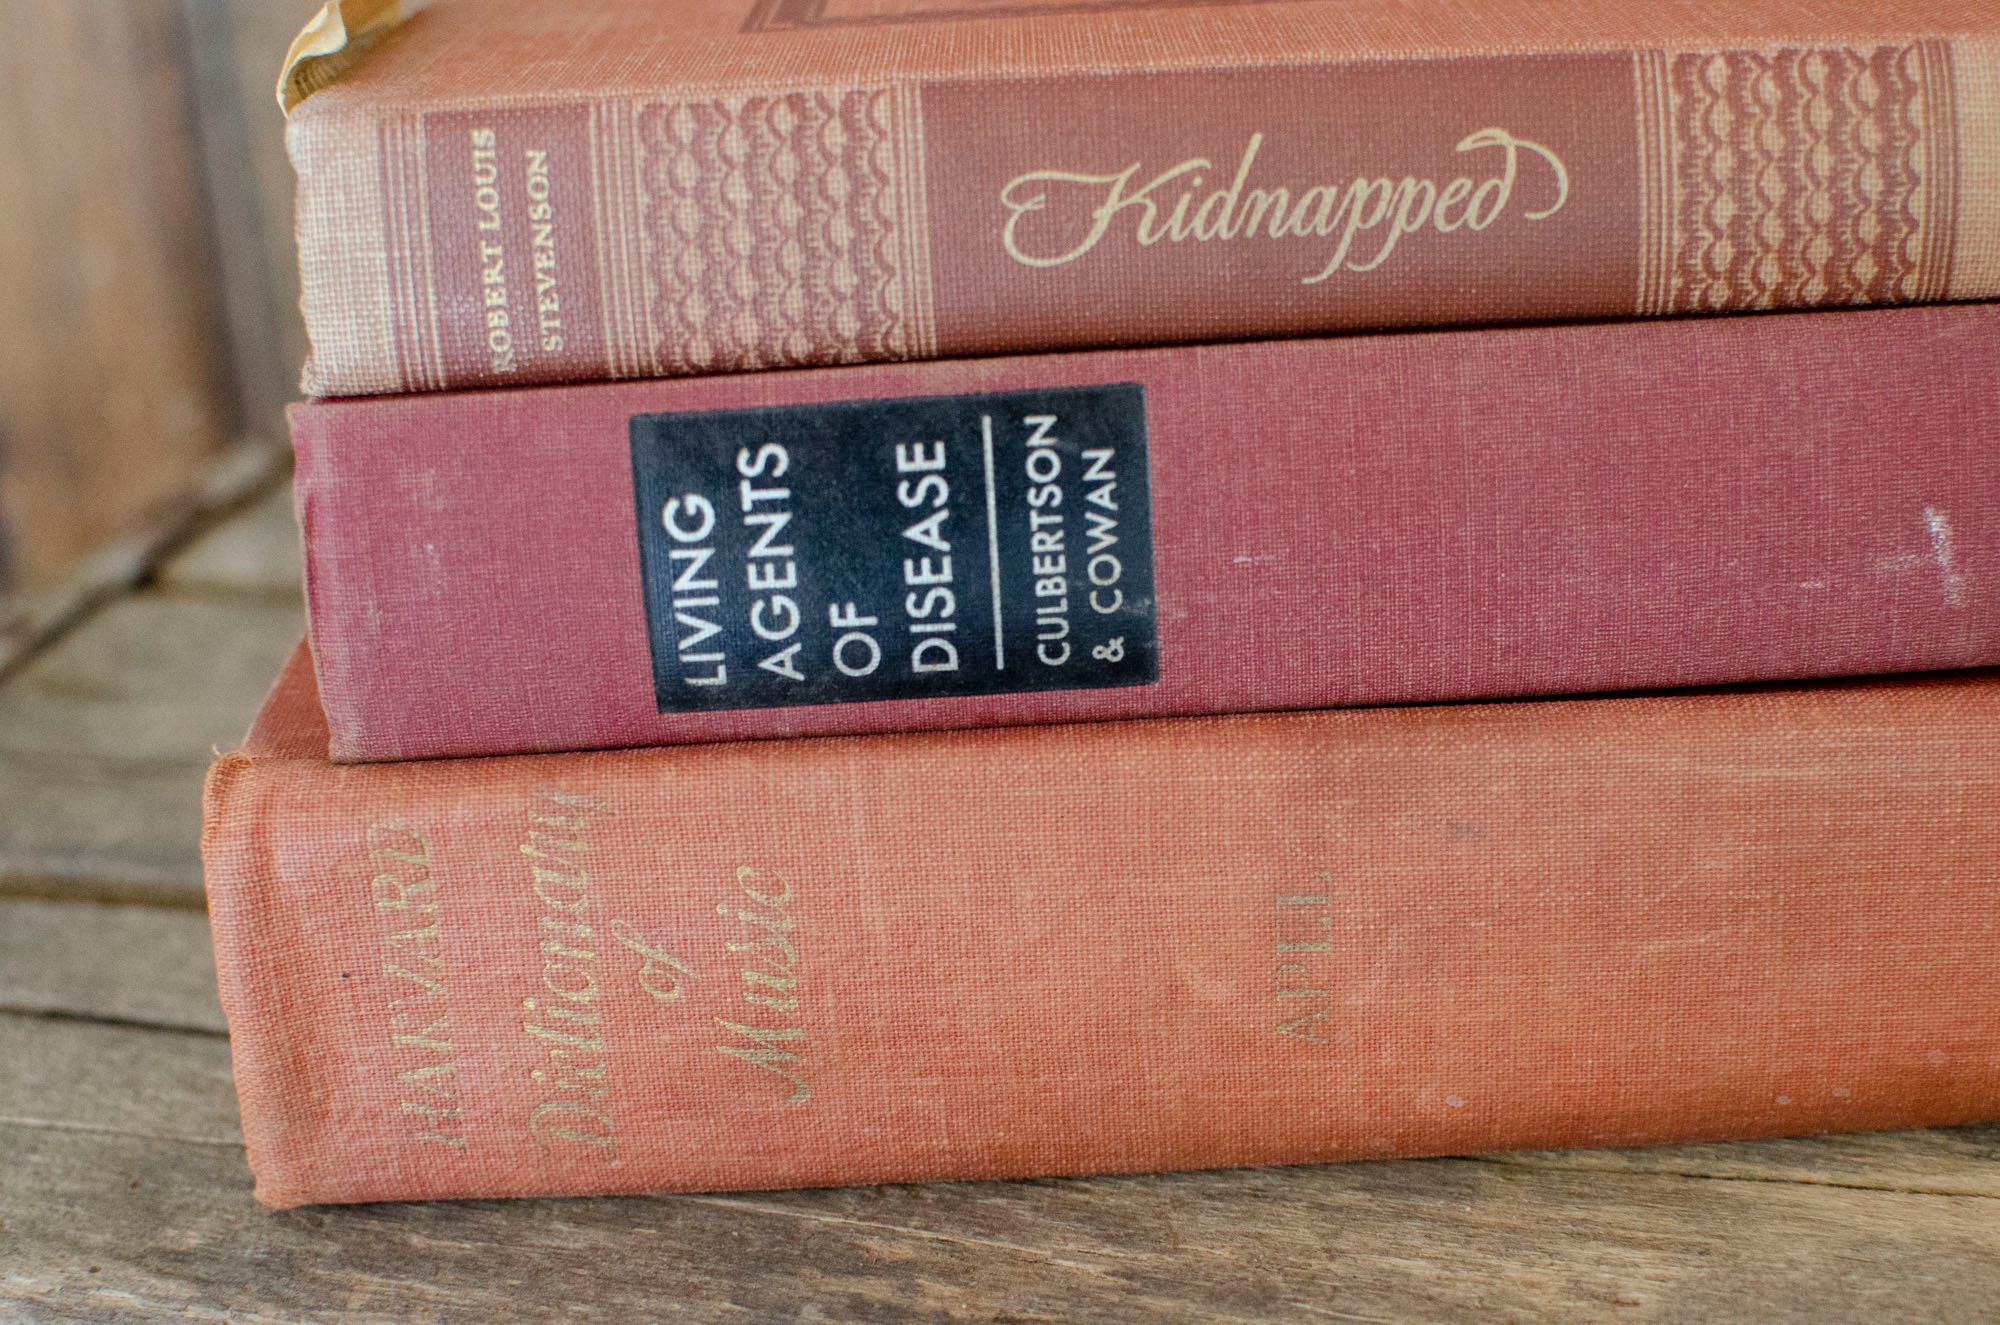 ROBERT LOUIS
STEVENSON
Kidnapped
LIVING
AGENTS
OF
DISEASE
CULBERTSON
& COWAN
HARVARD
Dictionary
of
Music
APEL